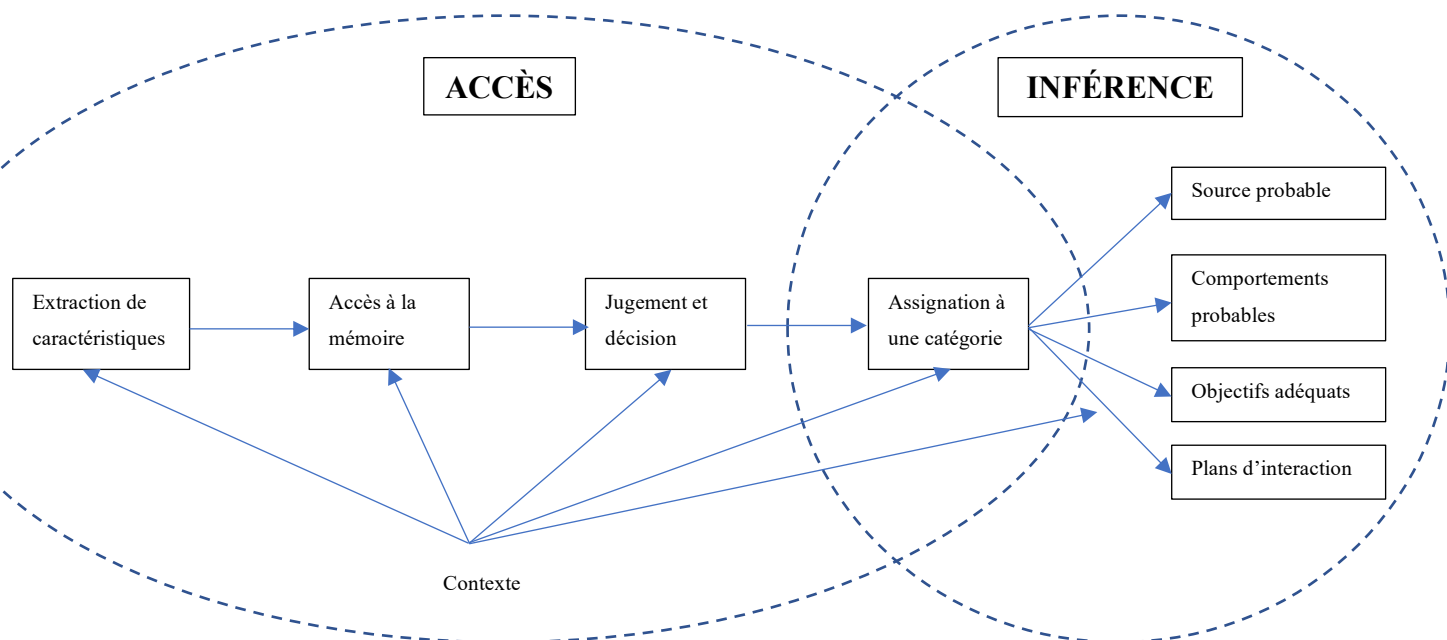 ACCÈS
INFÉRENCE
Extraction de
caractéristiques
Accès à la
mémoire
Jugement et
décision
Assignation à
une catégorie
Source probable
Comportements
probables
Objectifs adéquats
Plans d’interaction
Contexte